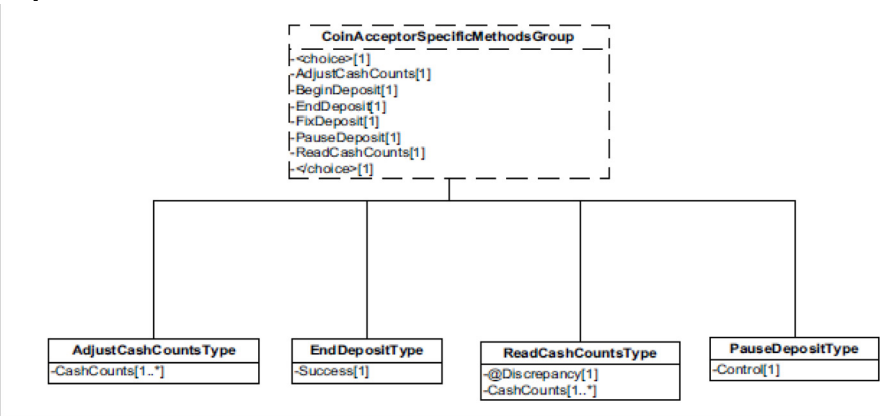 CoinAcceptorSpecificMethodsGroup
-<choice>[1]
-AdjustCashCounts[1]
-BeginDeposit[1]
-EndDeposit[1]
-FixDeposit[1]
-PauseDeposit[1]
-ReadCashCounts[1]
-</choice>[1]
AdjustCashCountsType
-CashCounts[1..*]
EndDepositType
-Success[1]
ReadCashCountsType
-@Discrepancy[1]
-CashCounts[1..*]
PauseDepositType
-Control[1]